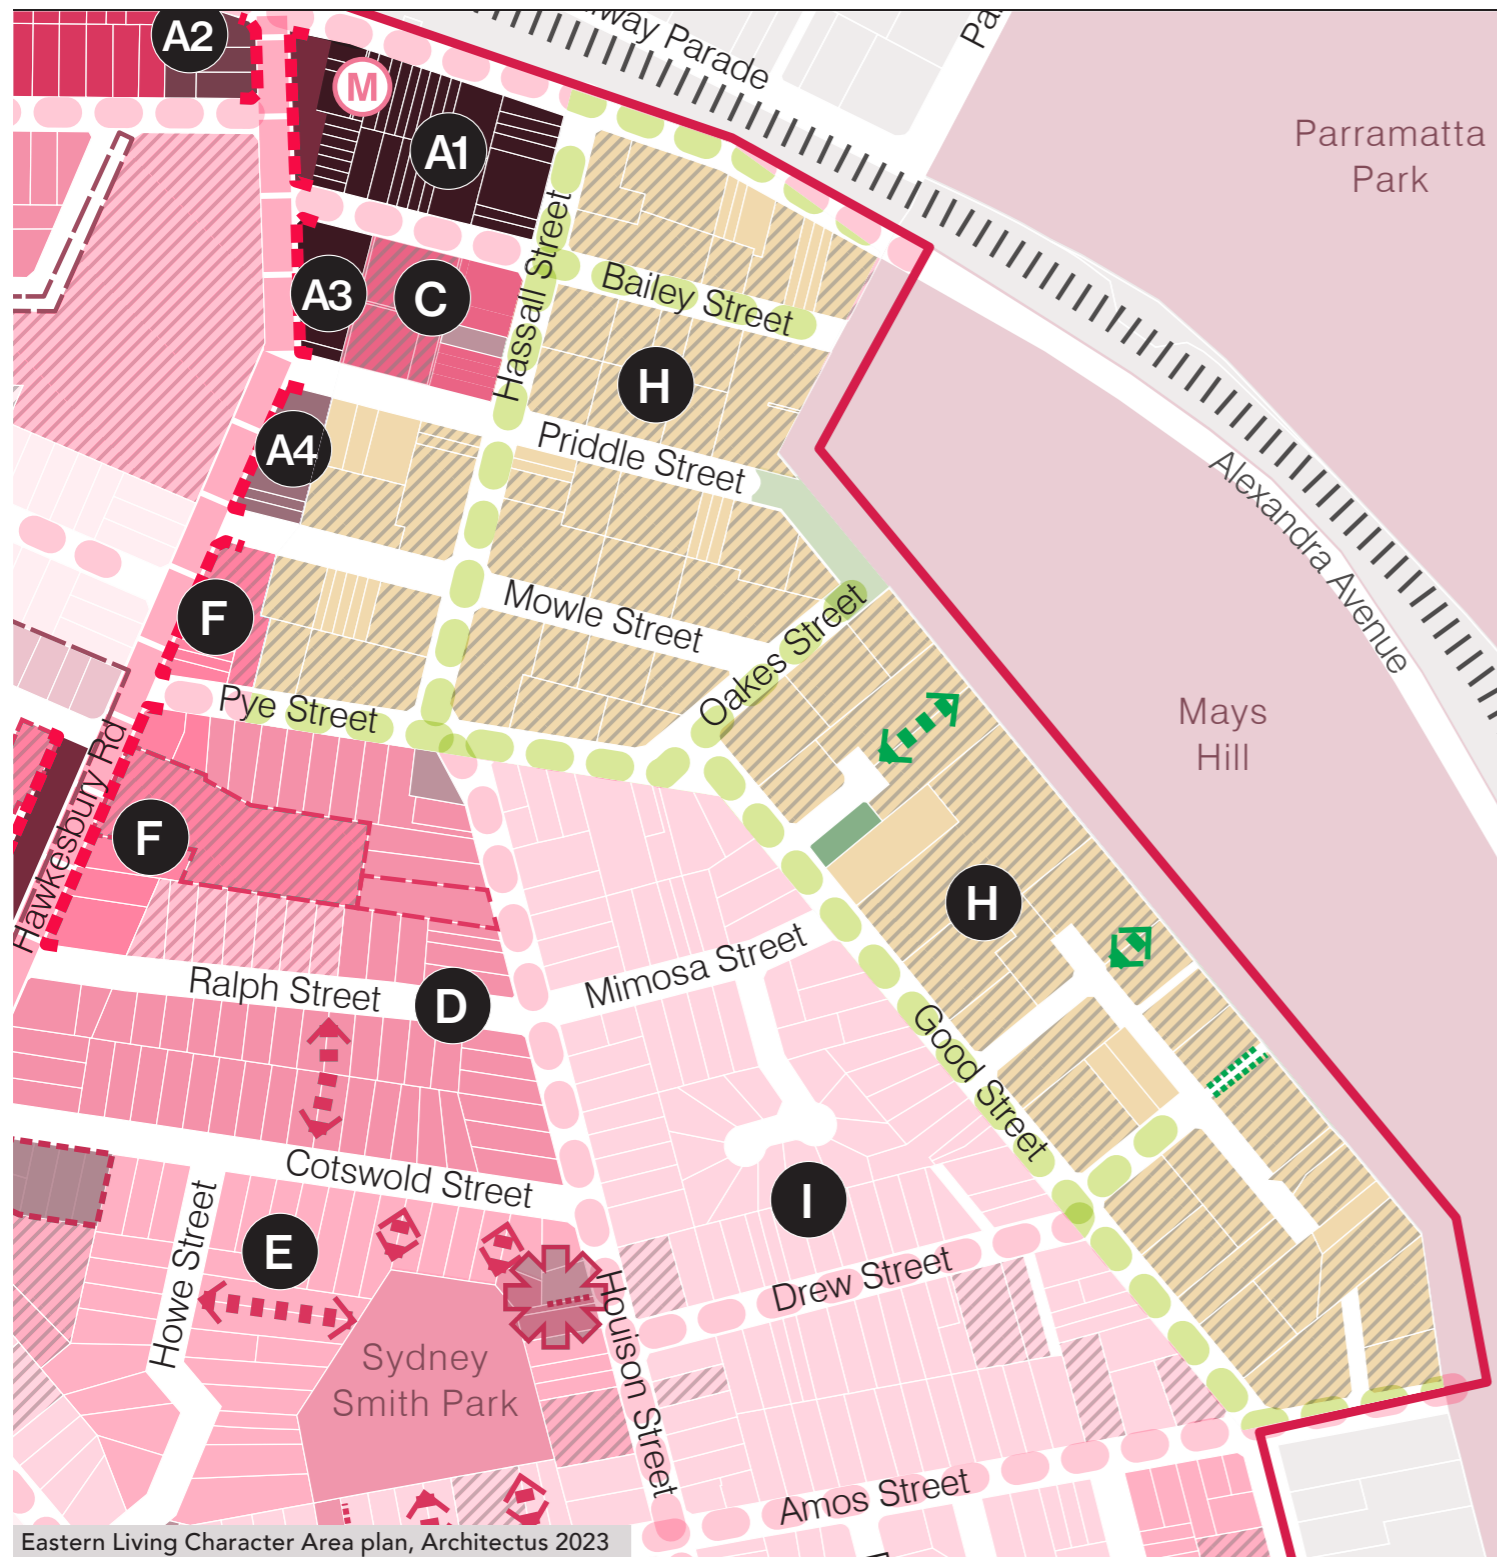 A2
M
way Parade
Parramatta
Park
A1
Hassall Street
Bailey Street
A3
C
H
A4
Priddle Street
Alexandra Avenue
F
Mowle Street
Oakes Street
Pye Street
Mays
Hill
Hawkesbury Rd
F
H
Ralph Street
D
Mimosa Street
Good Street
Cotswold Street
I
Howe Street
E
Drew Street
Houison Street
Sydney
Smith Park
Amos Street
Eastern Living Character Area plan, Architectus 2023